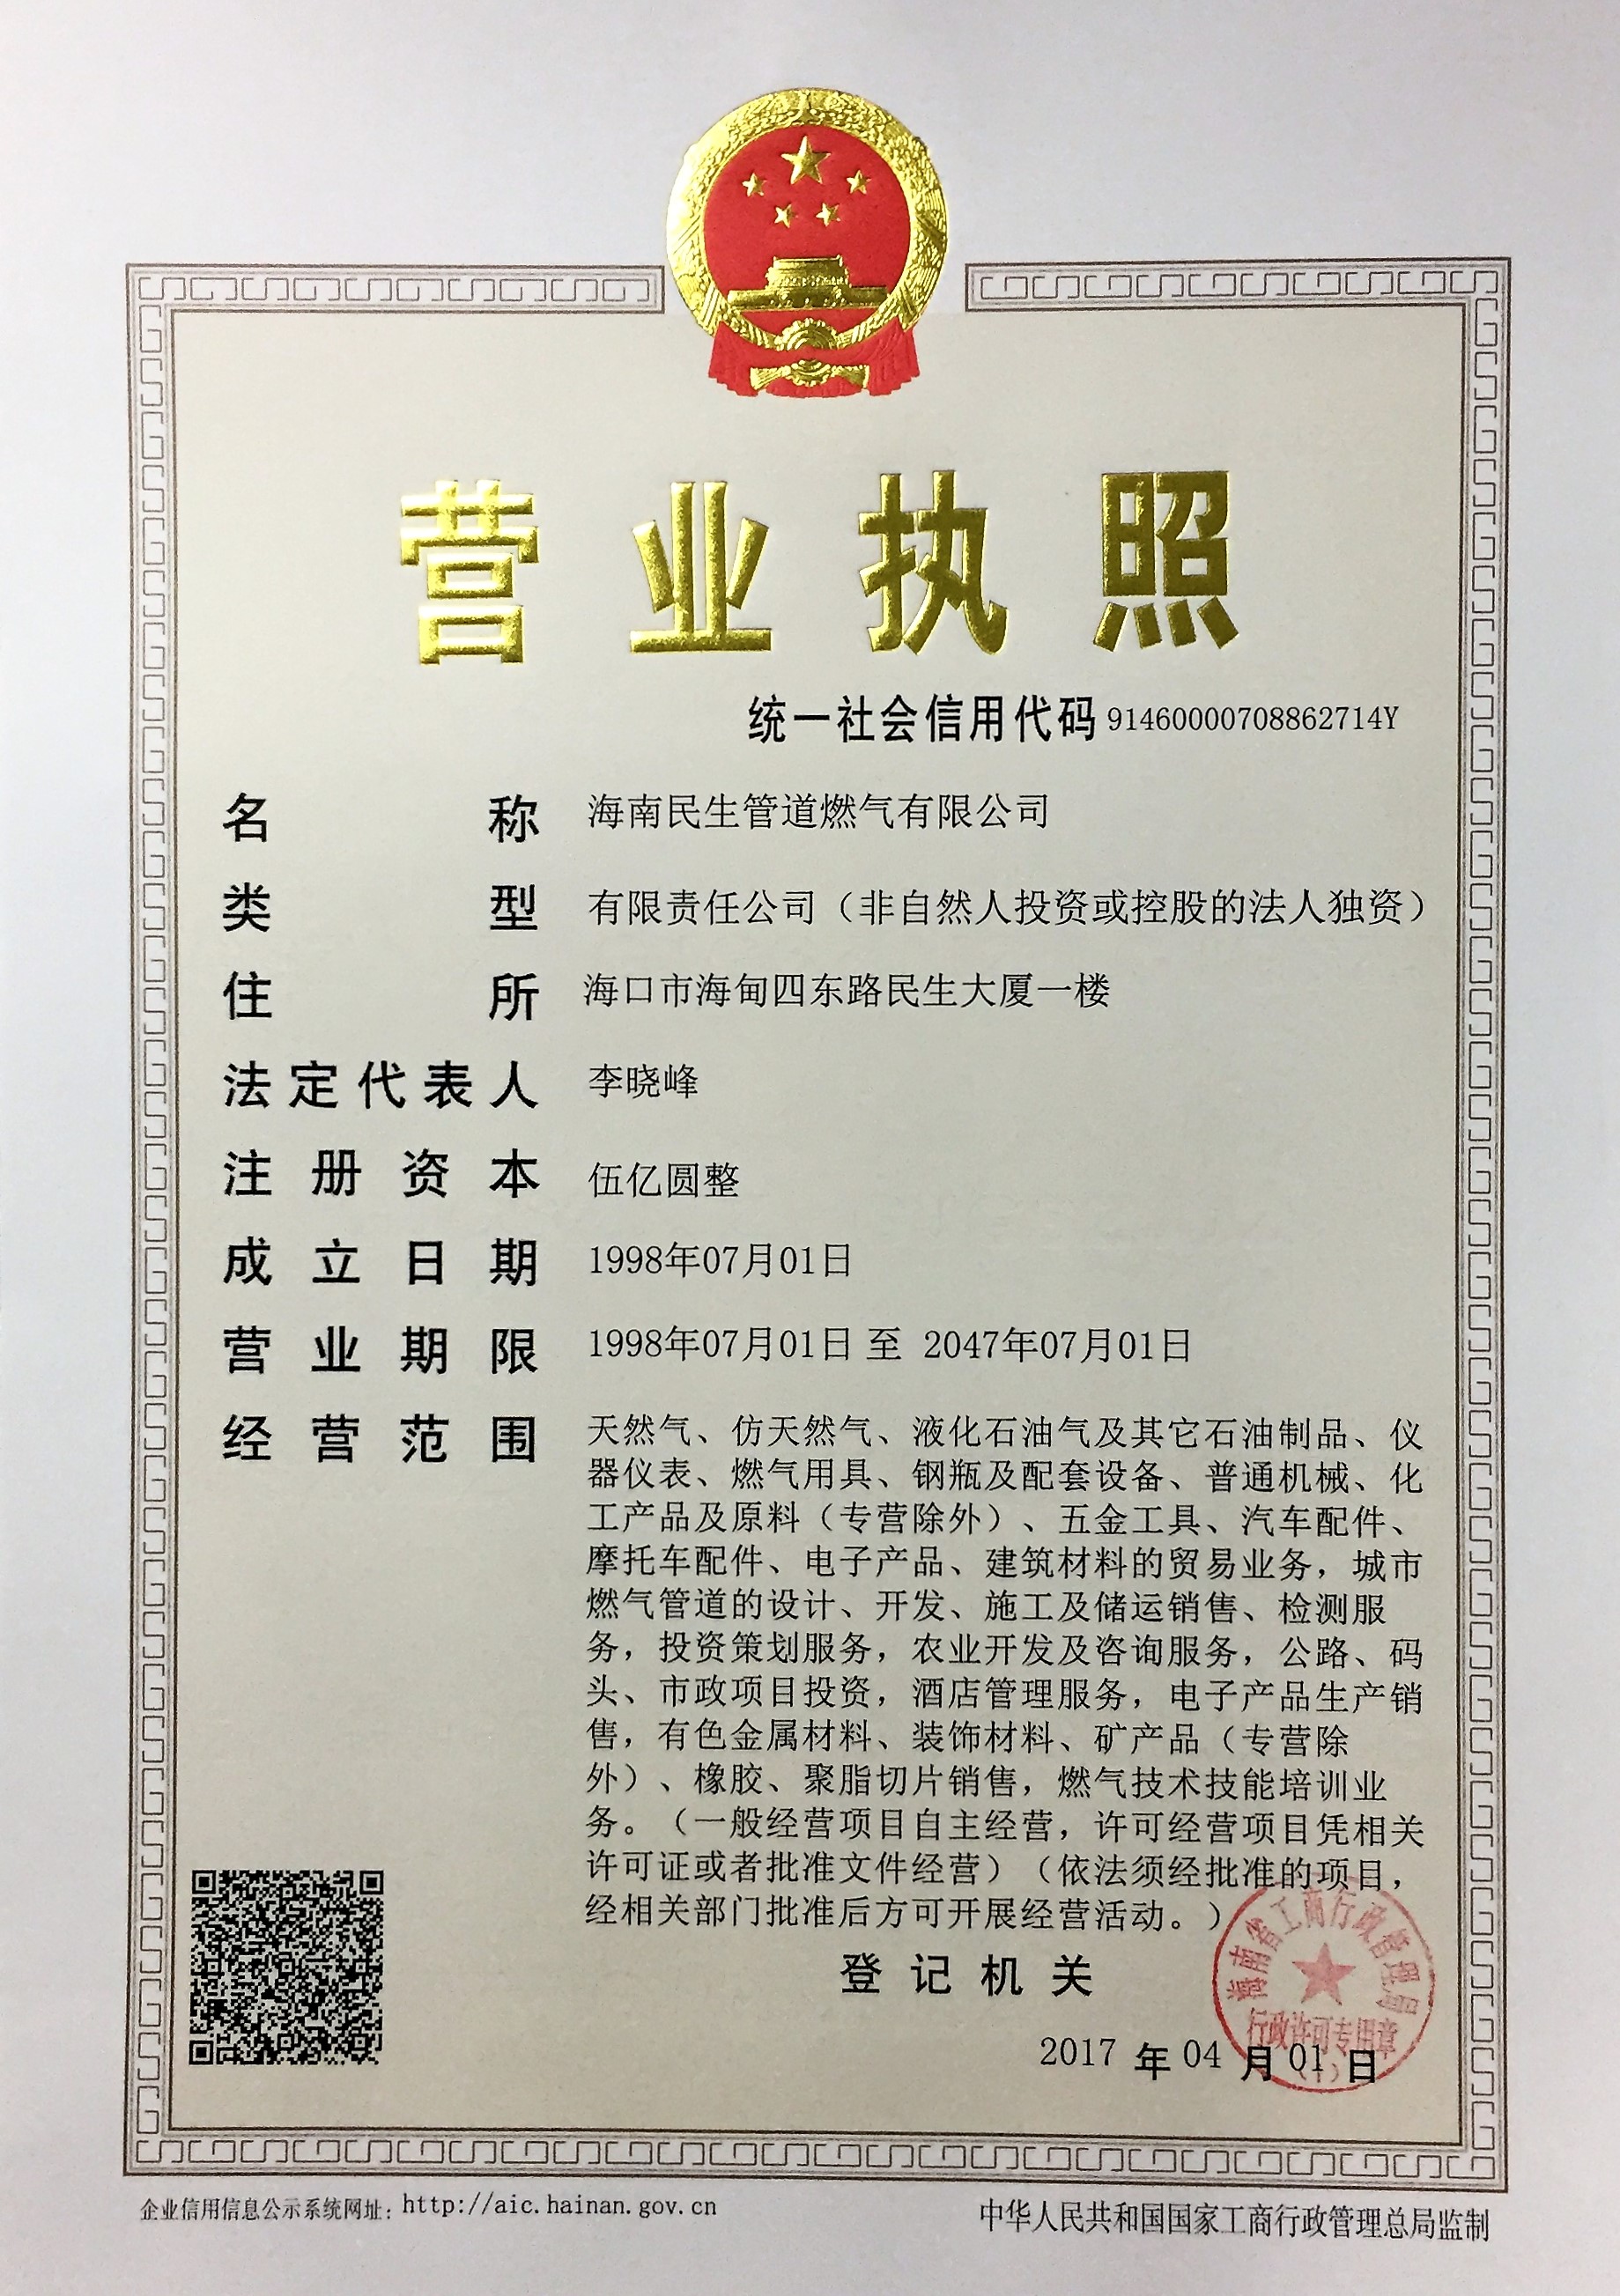 营业执照
统一社会信用代码 91460000708862714Y
名称 海南民生管道燃气有限公司
类型 有限责任公司（非自然人投资或控股的法人独资）
住所 海口市海甸四东路民生大厦一楼
法定代表人 李晓峰
注册资本 伍亿圆整
成立日期 1998年07月01日
营业期限 1998年07月01日 至 2047年07月01日
经营范围 天然气、仿天然气、液化石油气及其它石油制品、仪
器仪表、燃气用具、钢瓶及配套设备、普通机械、化
工产品及原料（专营除外）、五金工具、汽车配件、
摩托车配件、电子产品、建筑材料的贸易业务，城市
燃气管道的设计、开发、施工及储运销售、检测服
务，投资策划服务，农业开发及咨询服务，公路、码
头、市政项目投资，酒店管理服务，电子产品生产销
售，有色金属材料、装饰材料、矿产品（专营除
外）、橡胶、聚脂切片销售，燃气技术技能培训业
务。（一般经营项目自主经营，许可经营项目凭相关
许可证或者批准文件经营）（依法须经批准的项目，
经相关部门批准后方可开展经营活动。）
登记机关
海南省工商行政管理局
行政许可专用章
（1）
2017 年 04 月 01 日
企业信用信息公示系统网址：http://aic.hainan.gov.cn
中华人民共和国国家工商行政管理总局监制